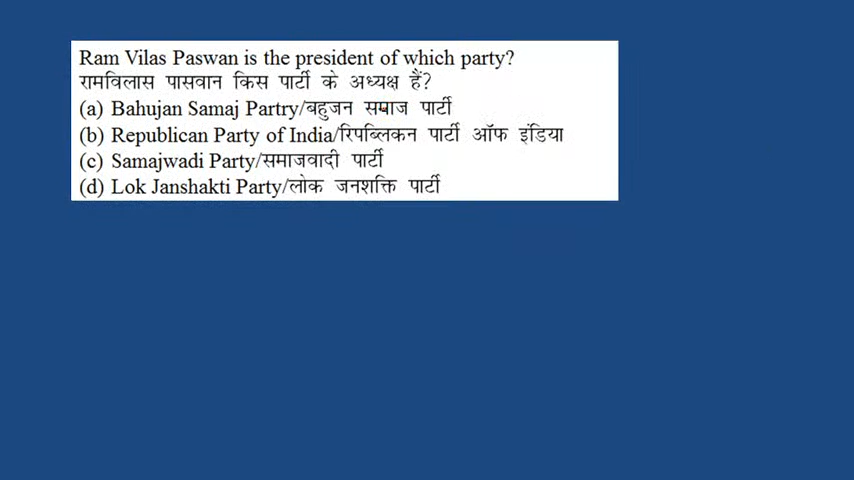 Ram Vilas Paswan is the president of which party?
रामविलास पासवान किस पार्टी के अध्यक्ष हैं?
(a) Bahujan Samaj Partry/बहुजन समाज पार्टी
(b) Republican Party of India/रिपब्लिकन पार्टी ऑफ इंडिया
(c) Samajwadi Party/समाजवादी पार्टी
(d) Lok Janshakti Party/लोक जनशक्ति पार्टी